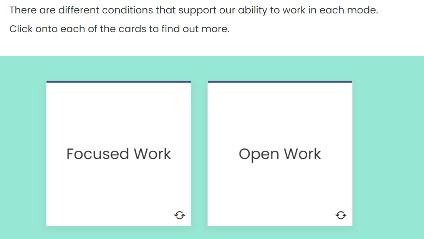 There are different conditions that support our ability to work in each mode.
Click onto each of the cards to find out more.
Focused Work
Open Work